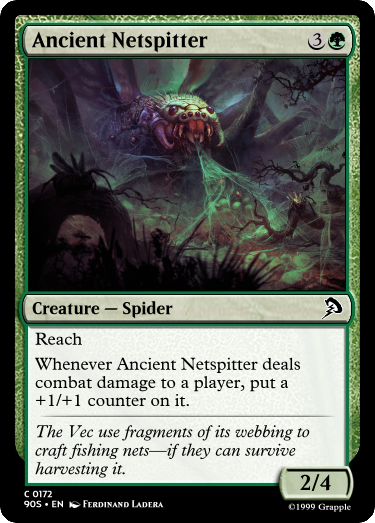 Ancient Netspitter 3
Creature — Spider
Reach
Whenever Ancient Netspitter deals
combat damage to a player, put a
+1/+1 counter on it.
The Vec use fragments of its webbing to
craft fishing nets—if they can survive
harvesting it.
2/4
C 0172
90S • EN Ferdinand Ladera
©1999 Grapple